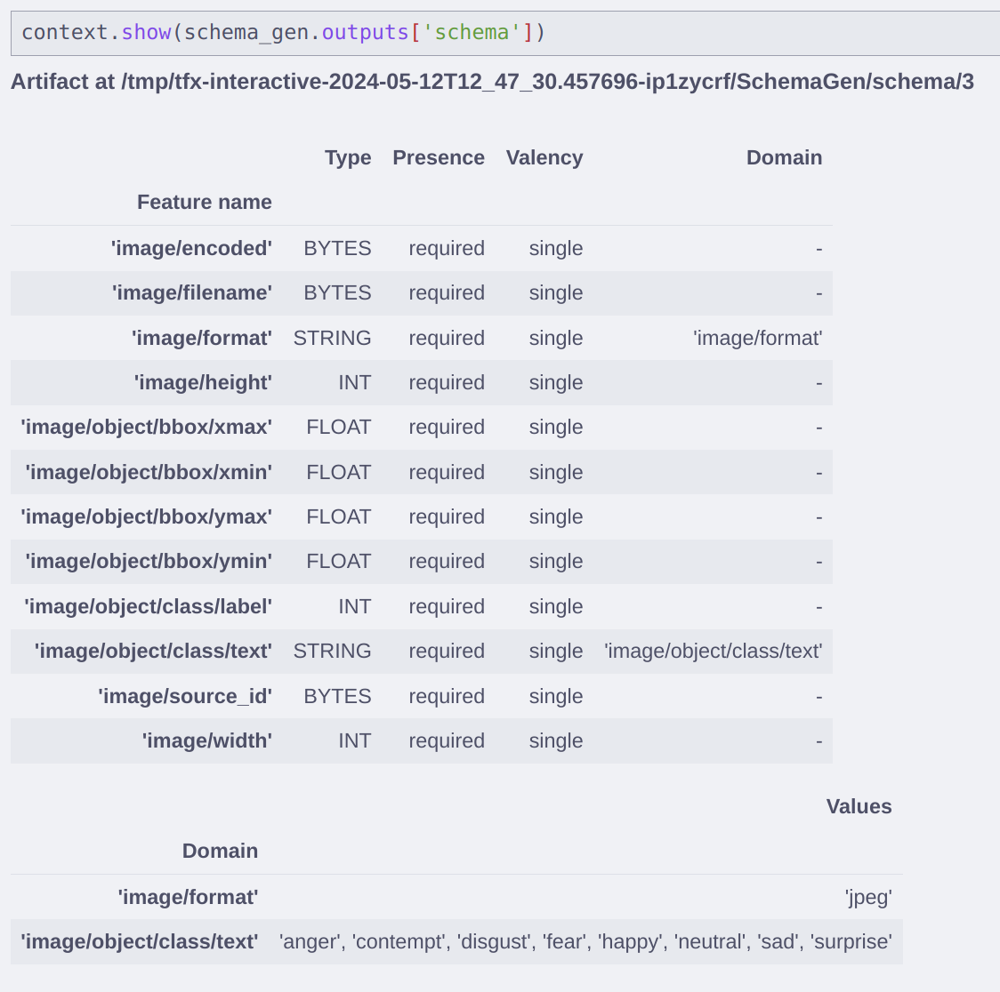 context.show(schema_gen.outputs['schema'])
Artifact at /tmp/tfx-interactive-2024-05-12T12_47_30.457696-ip1zycrf/SchemaGen/schema/3
Type Presence Valency Domain
Feature name
'image/encoded' BYTES required single -
'image/filename' BYTES required single -
'image/format' STRING required single 'image/format'
'image/height' INT required single -
'image/object/bbox/xmax' FLOAT required single -
'image/object/bbox/xmin' FLOAT required single -
'image/object/bbox/ymax' FLOAT required single -
'image/object/bbox/ymin' FLOAT required single -
'image/object/class/label' INT required single -
'image/object/class/text' STRING required single 'image/object/class/text'
'image/source_id' BYTES required single -
'image/width' INT required single -
Values
Domain
'image/format' 'jpeg'
'image/object/class/text' 'anger', 'contempt', 'disgust', 'fear', 'happy', 'neutral', 'sad', 'surprise'